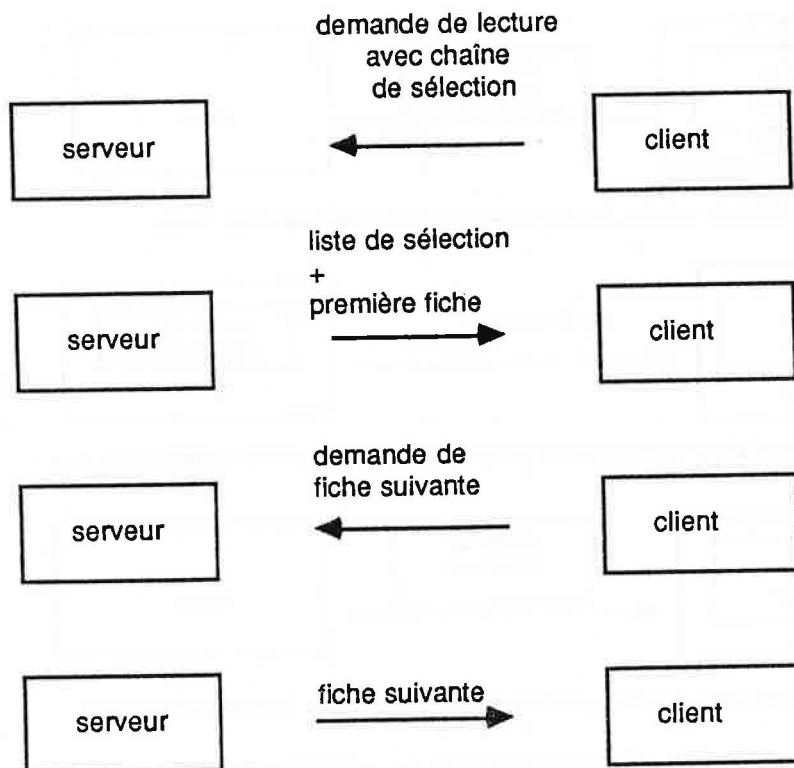 demande de lecture
avec chaîne
de sélection
serveur
client
liste de sélection
+
première fiche
serveur
client
demande de
fiche suivante
serveur
client
fiche suivante
serveur
client